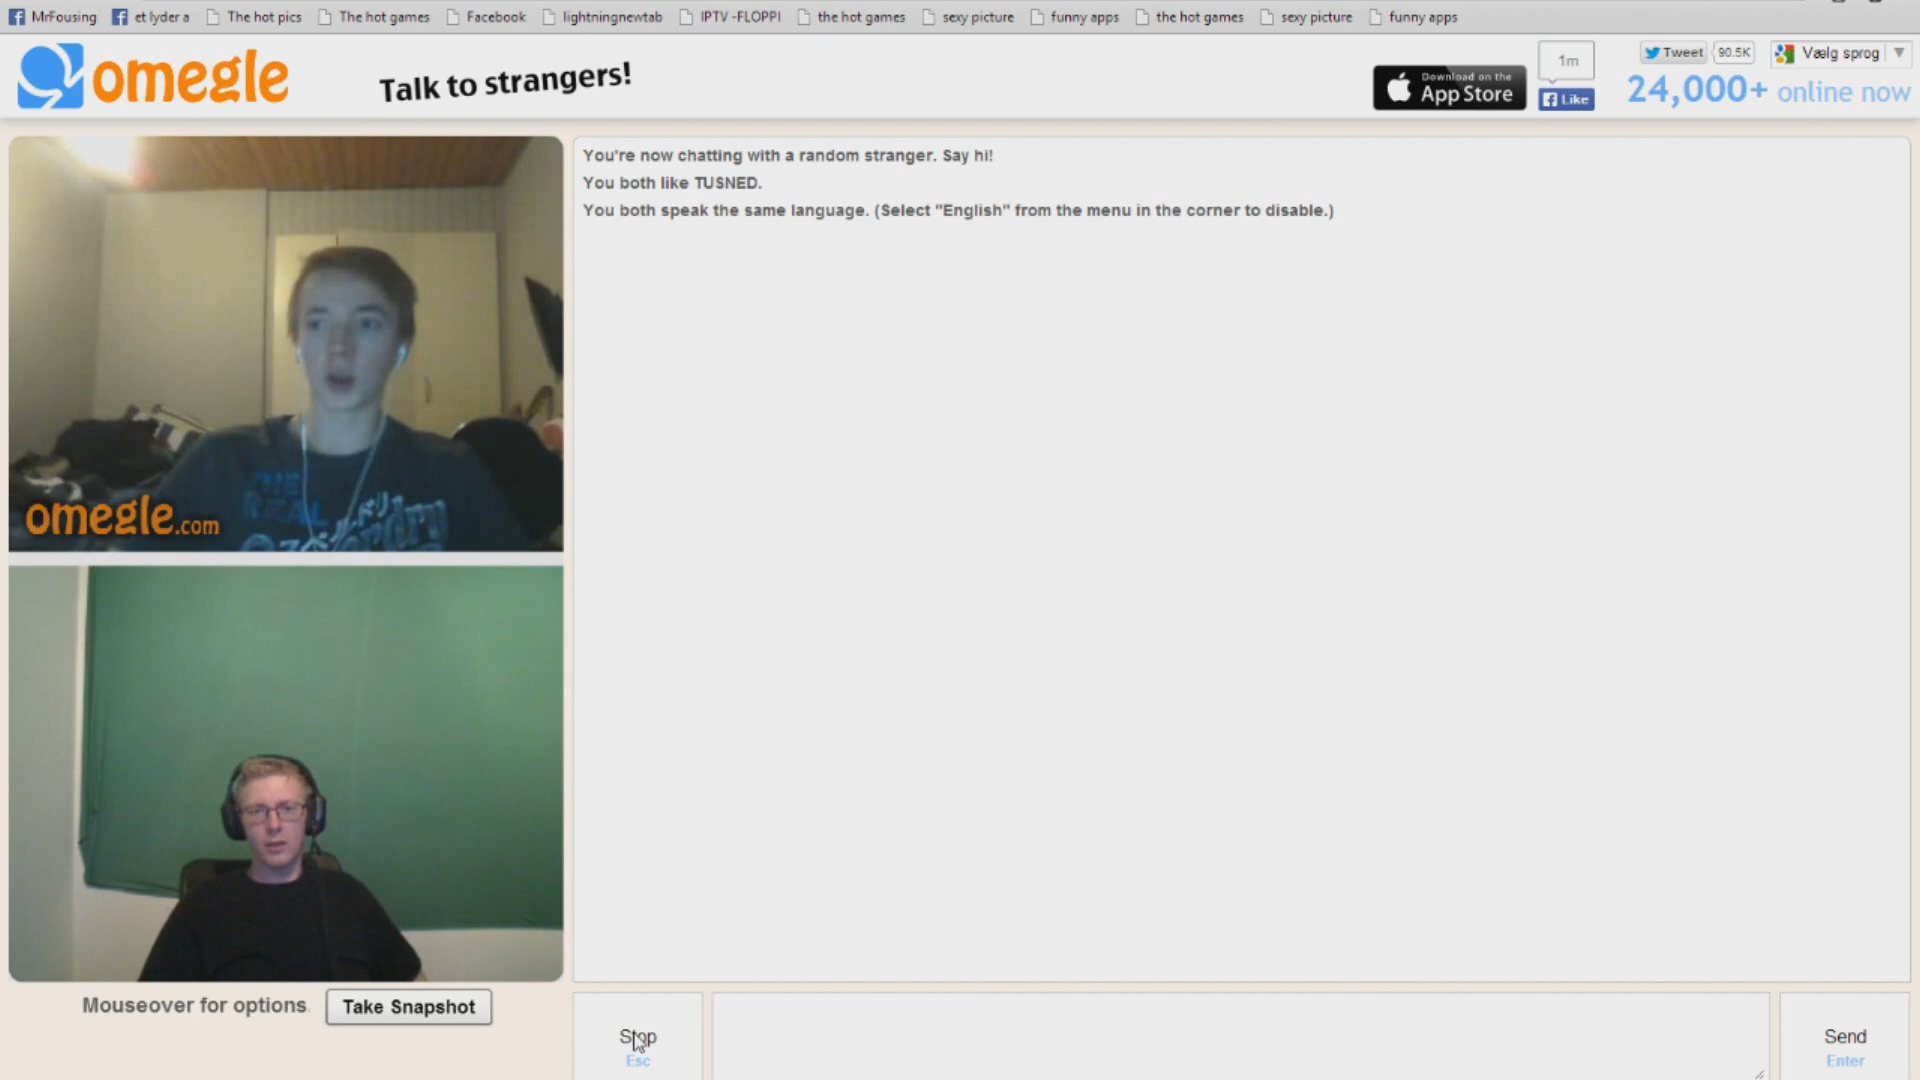 MrFousing et lyder a The hot pics The hot games Facebook lightningnewtab IPTV -FLOPPI the hot games sexy picture funny apps the hot games sexy picture funny apps
omegle Talk to strangers! Download on the App Store 1m Like Tweet 90.5K Vælg sprog
24,000+ online now
You're now chatting with a random stranger. Say hi!
You both like TUSNED.
You both speak the same language. (Select "English" from the menu in the corner to disable.)
THE
REAL
omegle.com
Mouseover for options. Take Snapshot
Stop
Esc
Send
Enter